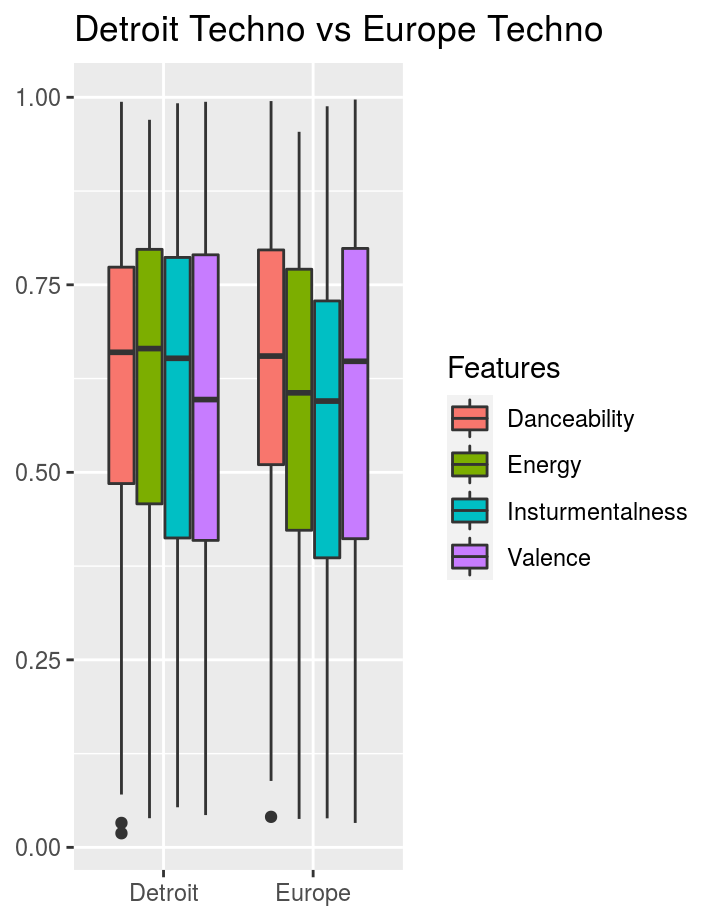 Detroit Techno vs Europe Techno
1.00
0.75
0.50
0.25
0.00
Detroit Europe
Features
Danceability
Energy
Insturmentalness
Valence